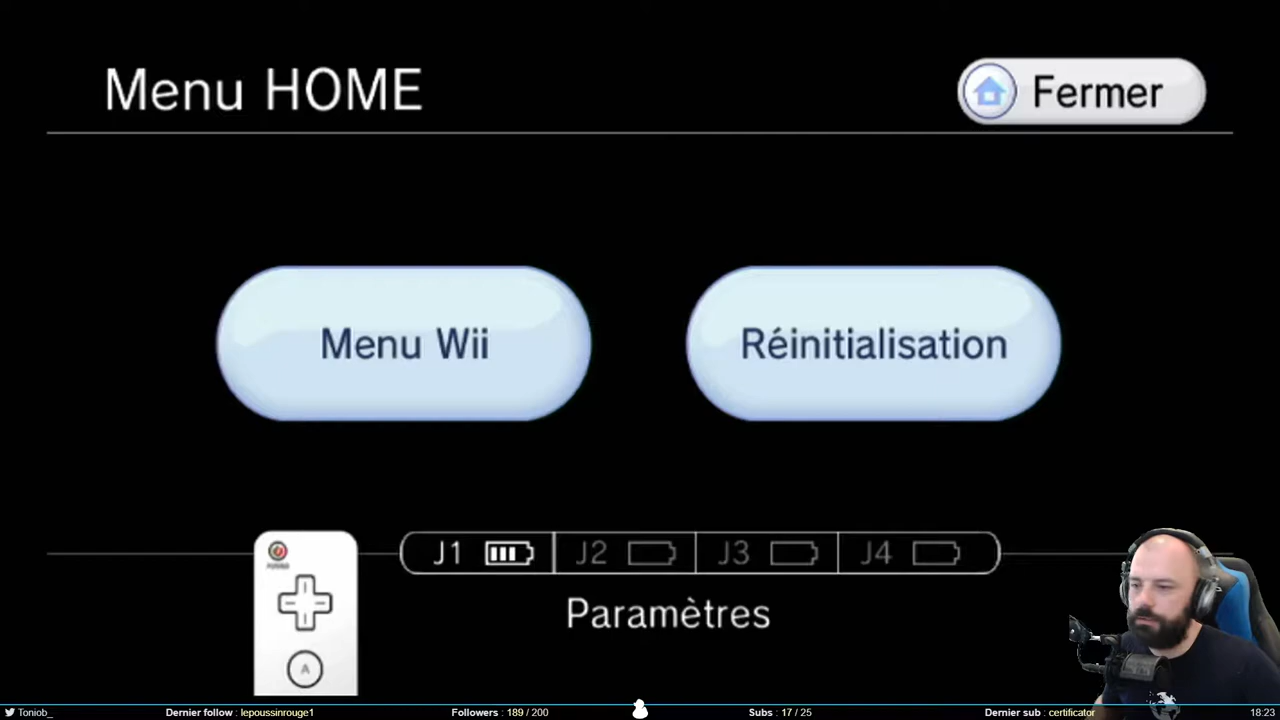 Menu HOME
Fermer
Menu Wii
Réinitialisation
J1 J2 J3 J4
Paramètres
POWER
A
Toniob_ Dernier follow : lepoussinrouge1 Followers : 189 / 200 Subs : 17 / 25 Dernier sub : certificator 18:23